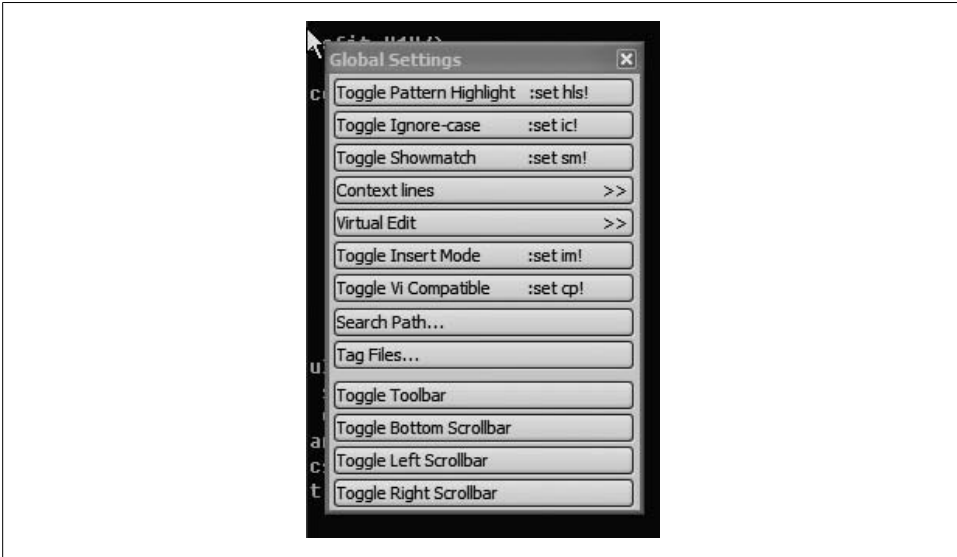 Global Settings
Toggle Pattern Highlight :set hls!
Toggle Ignore-case :set ic!
Toggle Showmatch :set sm!
Context lines >>
Virtual Edit >>
Toggle Insert Mode :set im!
Toggle Vi Compatible :set cp!
Search Path...
Tag Files...
Toggle Toolbar
Toggle Bottom Scrollbar
Toggle Left Scrollbar
Toggle Right Scrollbar